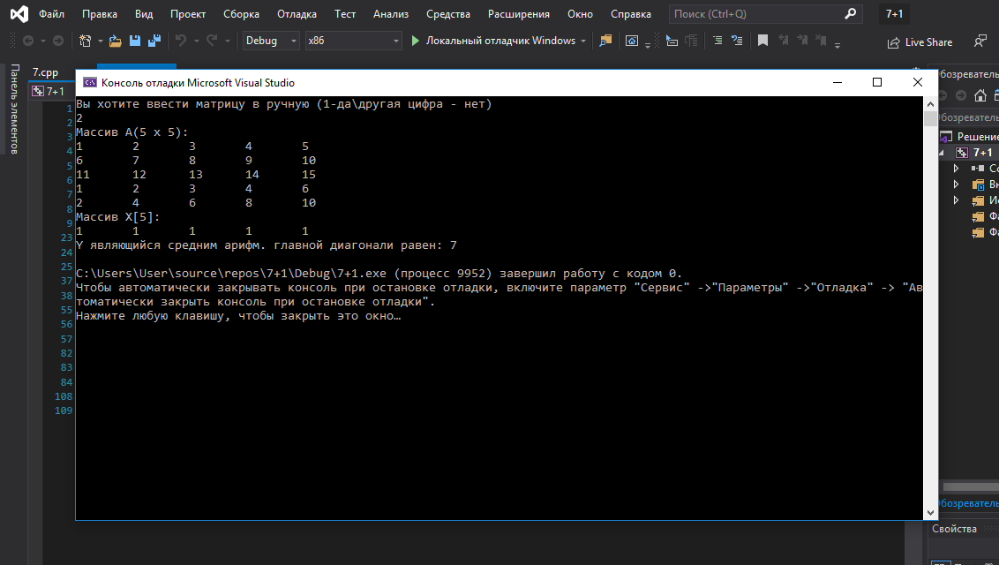 Файл Правка Вид Проект Сборка Отладка Тест Анализ Средства Расширения Окно Справка Поиск (Ctrl+Q) 7+1
Debug x86 Локальный отладчик Windows Live Share
Панель элементов
7.cpp
7+1
Консоль отладки Microsoft Visual Studio
Вы хотите ввести матрицу в ручную (1-да\другая цифра - нет)
2
Массив A(5 x 5):
1 2 3 4 5
6 7 8 9 10
11 12 13 14 15
1 2 3 4 6
2 4 6 8 10
Массив X[5]:
1 1 1 1 1
Y являющийся средним арифм. главной диагонали равен: 7
C:\Users\User\source\repos\7+1\Debug\7+1.exe (процесс 9952) завершил работу с кодом 0.
Чтобы автоматически закрывать консоль при остановке отладки, включите параметр "Сервис" ->"Параметры" ->"Отладка" -> "Ав
томатически закрыть консоль при остановке отладки".
Нажмите любую клавишу, чтобы закрыть это окно…
1
2
3
4
5
6
7
8
9
23
24
25
37
38
55
56
57
82
83
84
108
109
Обозреватель
Обозреватель
Решение
7+1
Обозреватель
Свойства